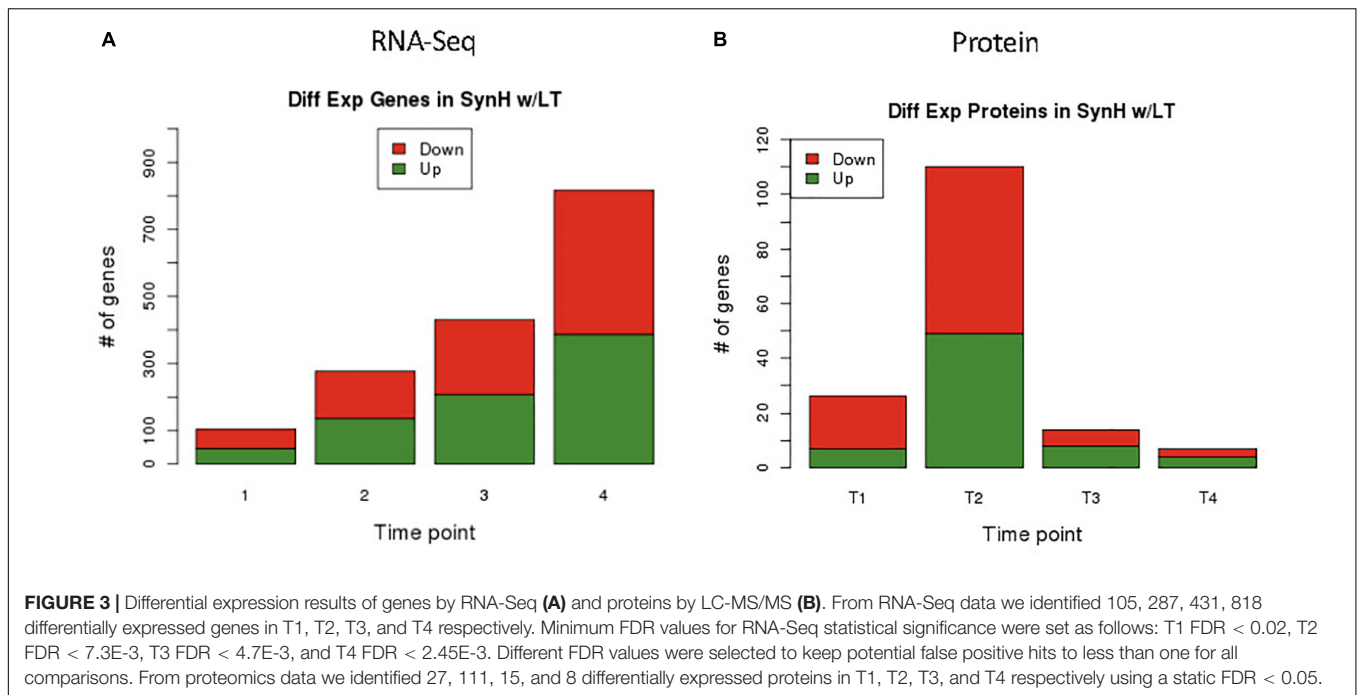 A
RNA-Seq
Diff Exp Genes in SynH w/LT
Down
Up
# of genes
0
100
300
500
700
900
1
2
3
4
Time point
B
Protein
Diff Exp Proteins in SynH w/LT
Down
Up
# of genes
0
20
40
60
80
100
120
T1
T2
T3
T4
Time point
FIGURE 3 | Differential expression results of genes by RNA-Seq (A) and proteins by LC-MS/MS (B). From RNA-Seq data we identified 105, 287, 431, 818
differentially expressed genes in T1, T2, T3, and T4 respectively. Minimum FDR values for RNA-Seq statistical significance were set as follows: T1 FDR < 0.02, T2
FDR < 7.3E-3, T3 FDR < 4.7E-3, and T4 FDR < 2.45E-3. Different FDR values were selected to keep potential false positive hits to less than one for all
comparisons. From proteomics data we identified 27, 111, 15, and 8 differentially expressed proteins in T1, T2, T3, and T4 respectively using a static FDR < 0.05.